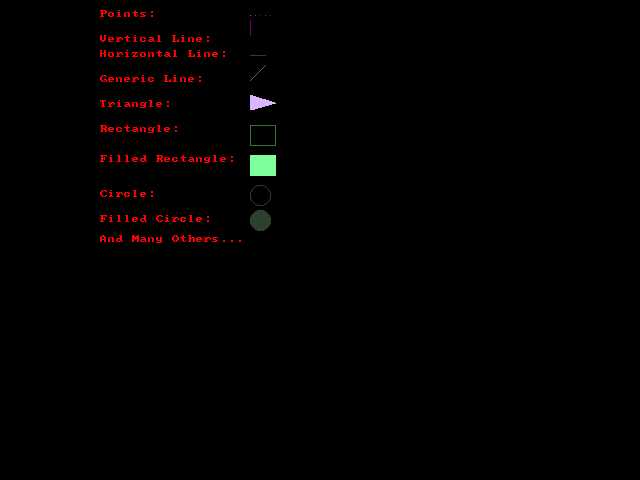 Points:
Vertical Line:
Horizontal Line:
Generic Line:
Triangle:
Rectangle:
Filled Rectangle:
Circle:
Filled Circle:
And Many Others...